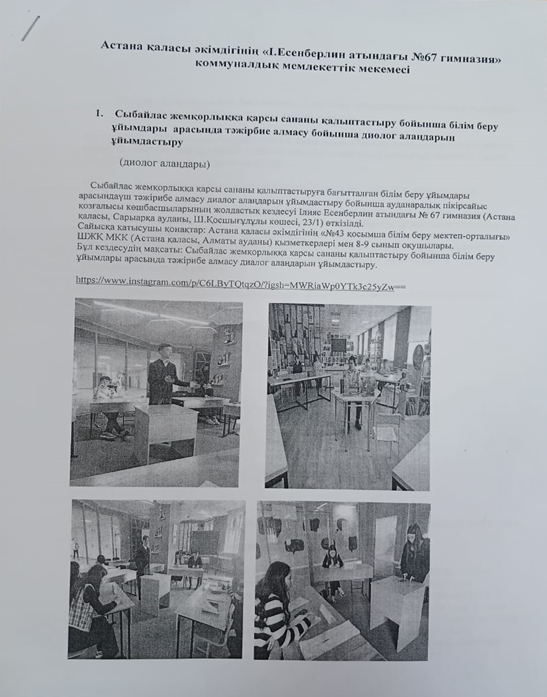 Астана қаласы әкімдігінің «І.Есенберлин атындағы №67 гимназия»
коммуналдық мемлекеттік мекемесі
1. Сыбайлас жемқорлыққа қарсы сананы қалыптастыру бойынша білім беру
ұйымдары арасында тәжірбие алмасу бойынша диолог алаңдарын
ұйымдастыру
(диолог алаңдары)
Сыбайлас жемқорлыққа қарсы сананы қалыптастыруға бағытталған білім беру ұйымдары
арасындауш тәжірибе алмасу диолог алаңдарын ұйымдастыру бойынша ауданаралық пікірсайыс
қозғалысы көшбасшыларының жолдастық кездесуі Ілияс Есенберлин атындағы № 67 гимназия (Астана
қаласы, Сарыарқа ауданы, Ш.Қосшығұлұлы көшесі, 23/1) өткізілді.
Сайысқа қатысушы қонақтар: Астана қаласы әкімдігінің «№43 қосымша білім беру мектеп-орталығы»
ШЖҚ МКК (Астана қаласы, Алматы ауданы) қызметкерлері мен 8-9 сынып оқушылары.
Бұл кездесудің мақсаты: Сыбайлас жемқорлыққа қарсы сананы қалыптастыру бойынша білім беру
ұйымдары арасында тәжірибе алмасу диолог алаңдарын ұйымдастыру.
https://www.instagram.com/p/C6LByTQtqzO/?igsh=MWRiaWp0YTk3c25yZw==